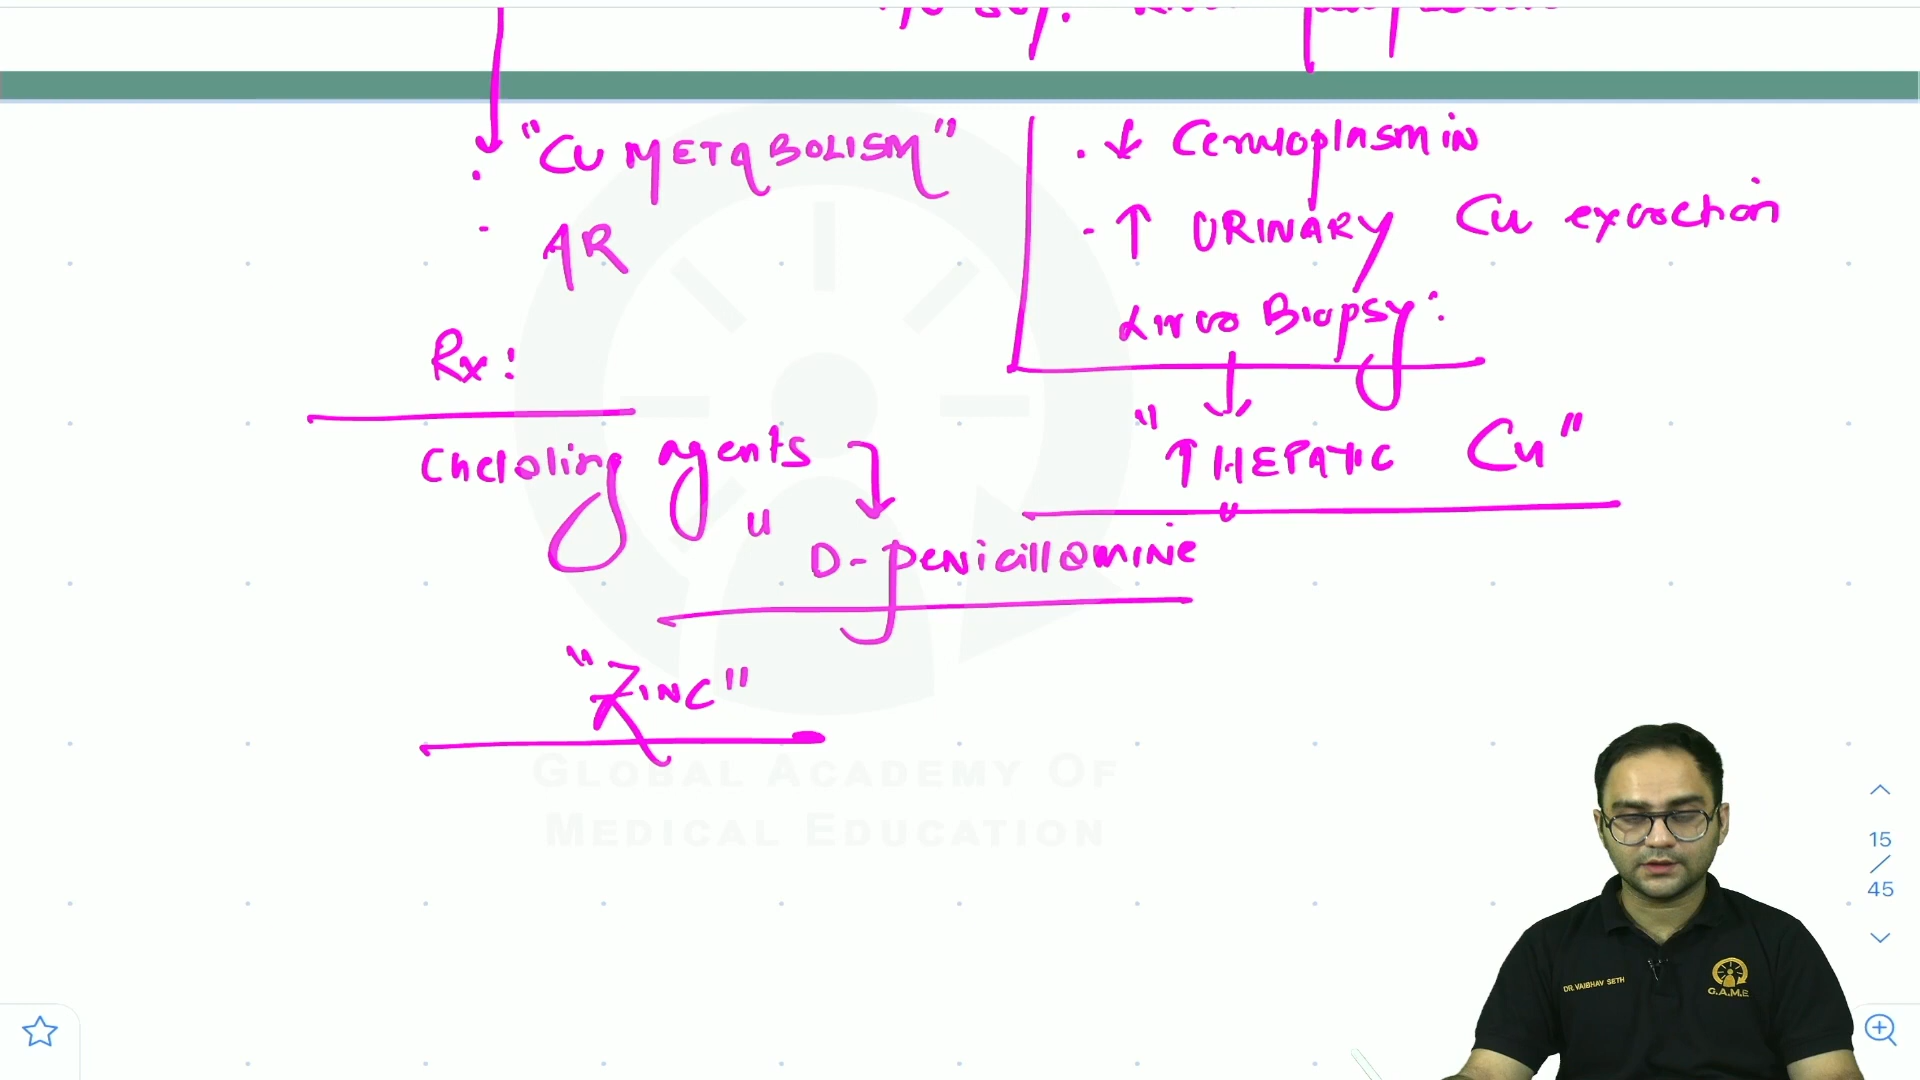 "Cu METABOLISM"
AR
Rx:
Chelating agents
"
D- penicillamine
"ZINC"
. ↓ Ceruloplasmin
- ↑ URINARY Cu excretion
Liver Biopsy:
"↑ HEPATIC Cu"
GLOBAL ACADEMY OF
MEDICAL EDUCATION
DR. VAIBHAV SETH
G.A.M.E
15
/
45